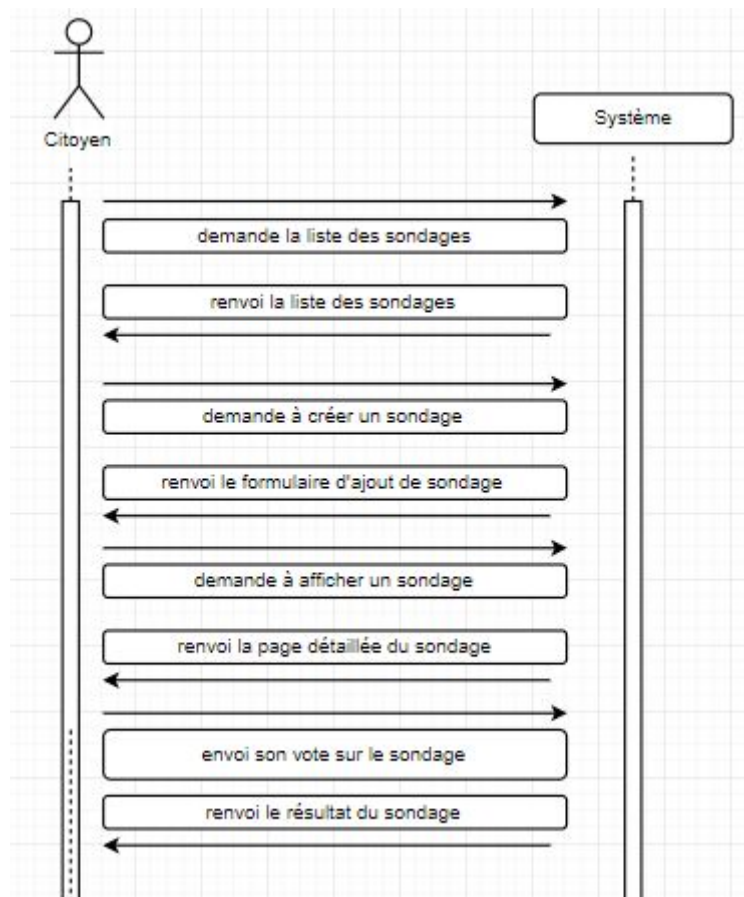 Citoyen
Système
demande la liste des sondages
renvoi la liste des sondages
demande à créer un sondage
renvoi le formulaire d'ajout de sondage
demande à afficher un sondage
renvoi la page détaillée du sondage
envoi son vote sur le sondage
renvoi le résultat du sondage